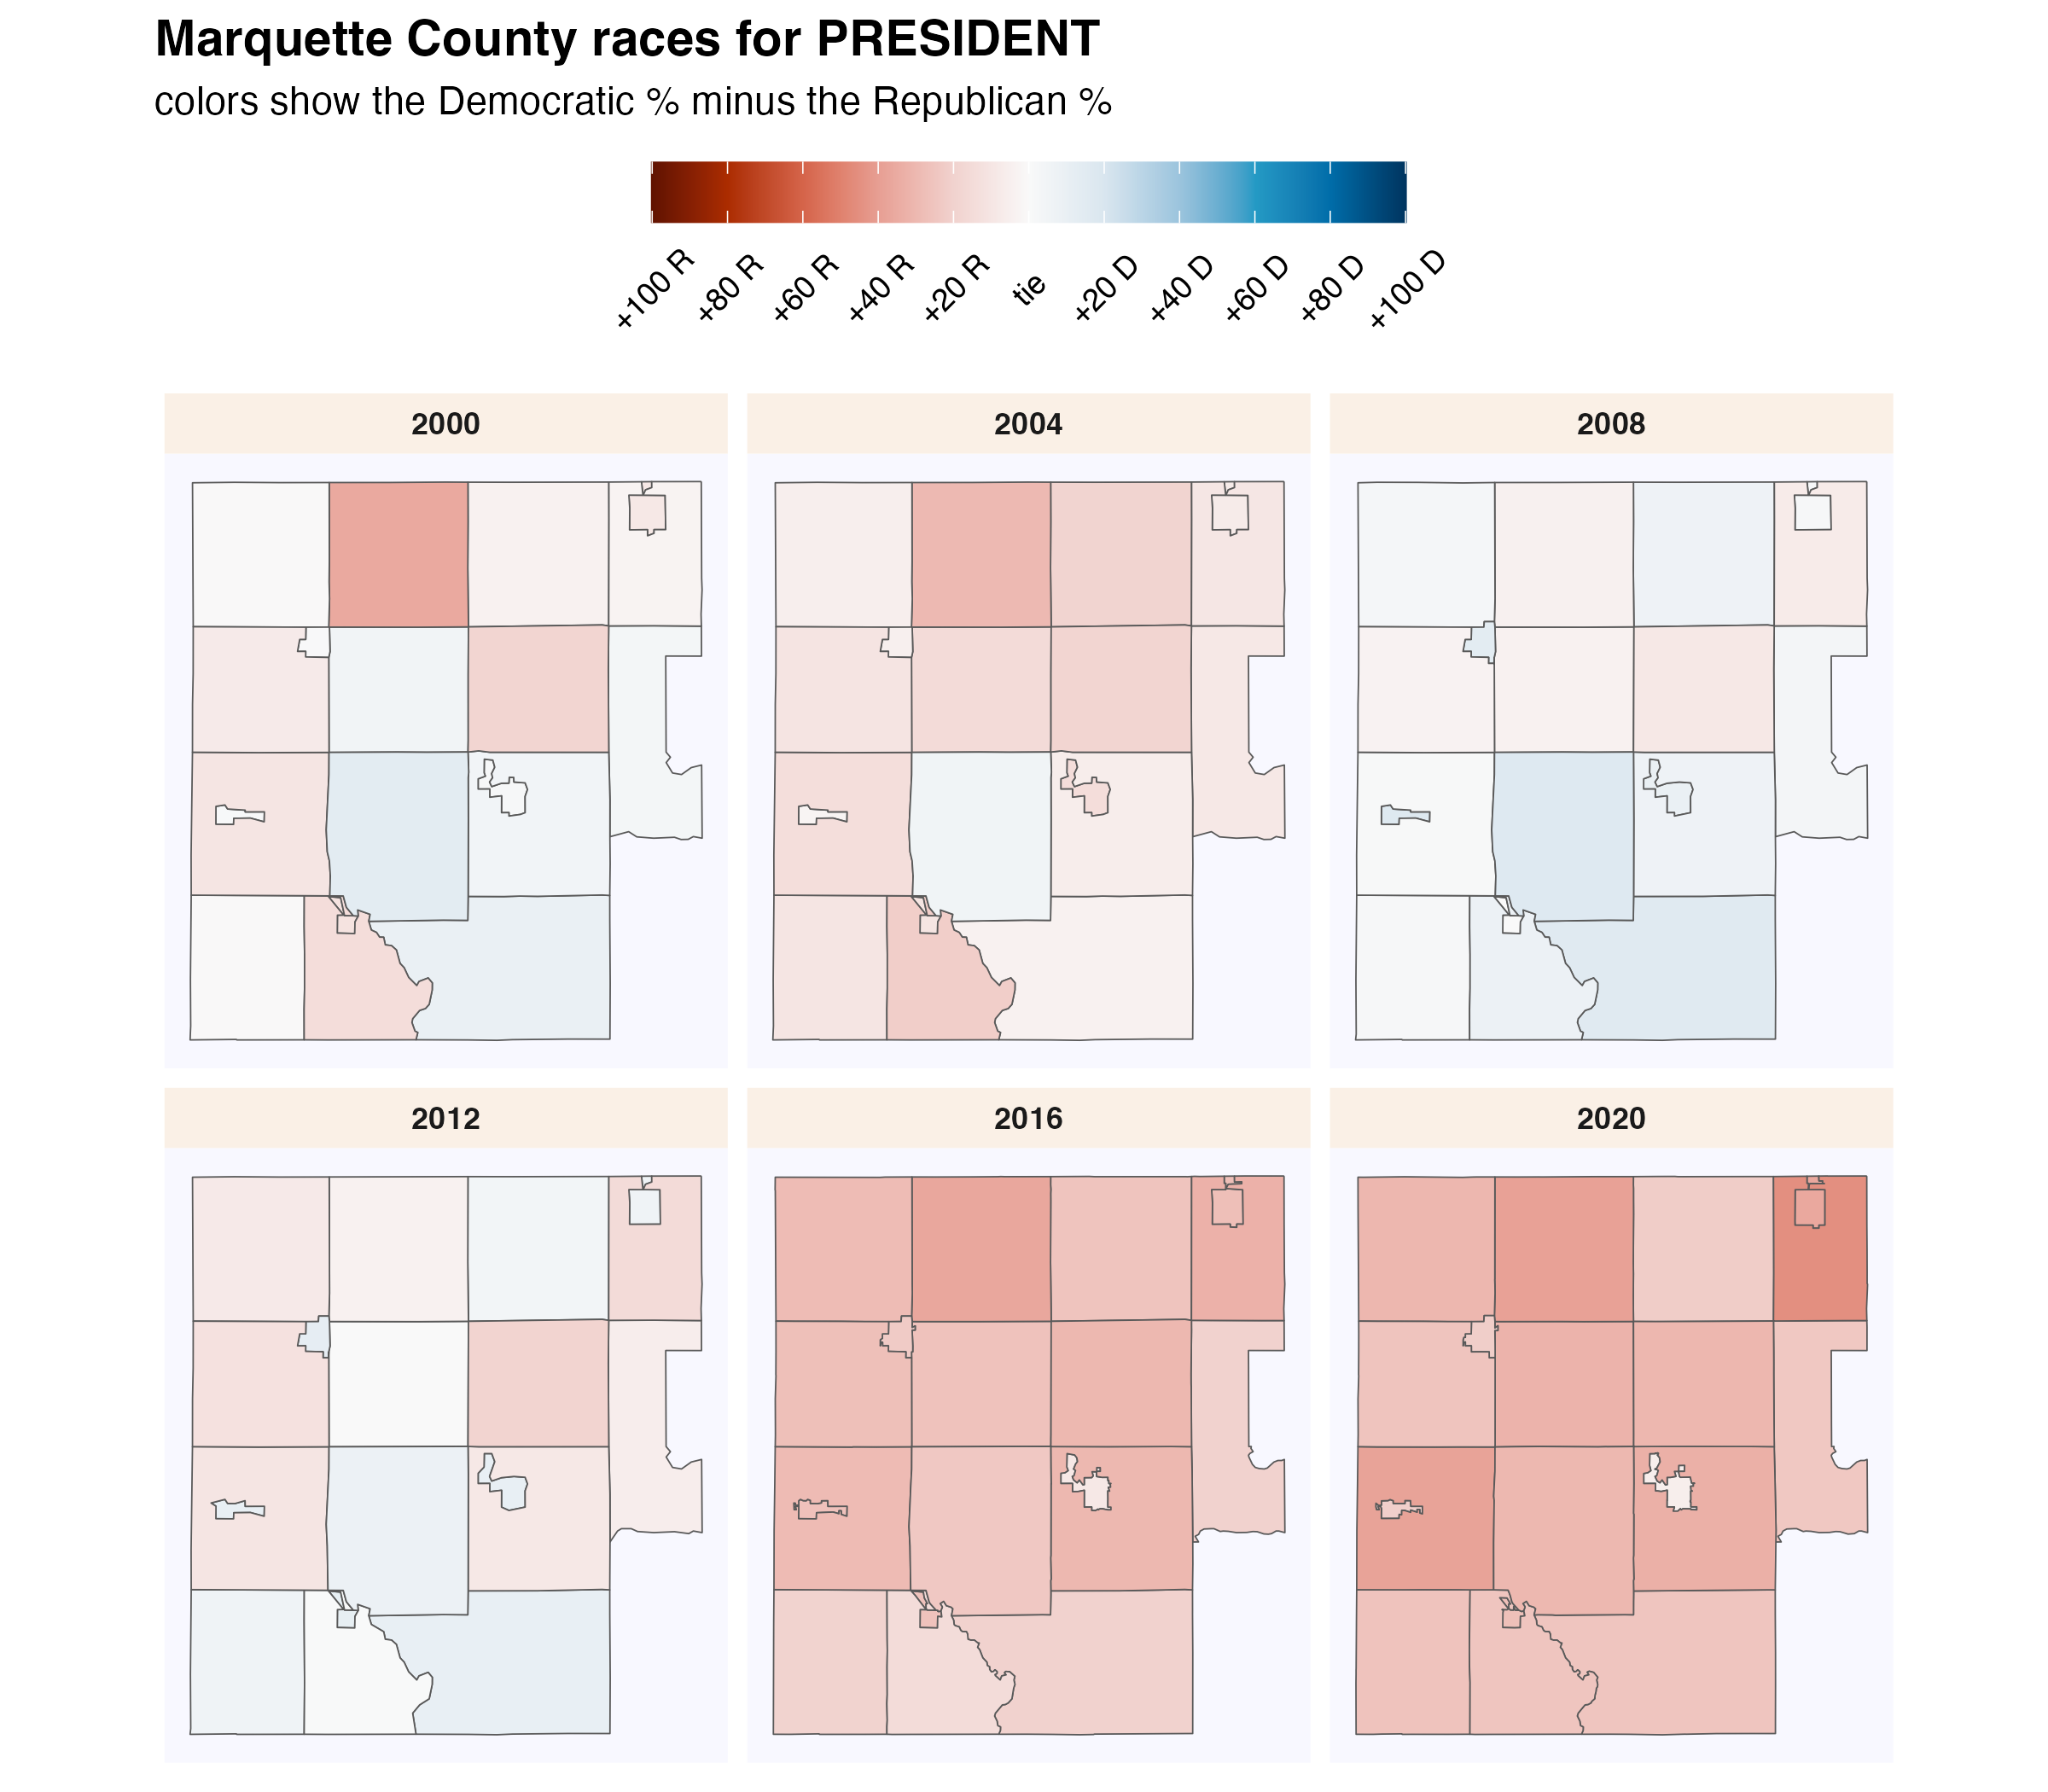 Marquette County races for PRESIDENT
colors show the Democratic % minus the Republican %
+100 R
+80 R
+60 R
+40 R
+20 R
tie
+20 D
+40 D
+60 D
+80 D
+100 D
2000
2004
2008
2012
2016
2020